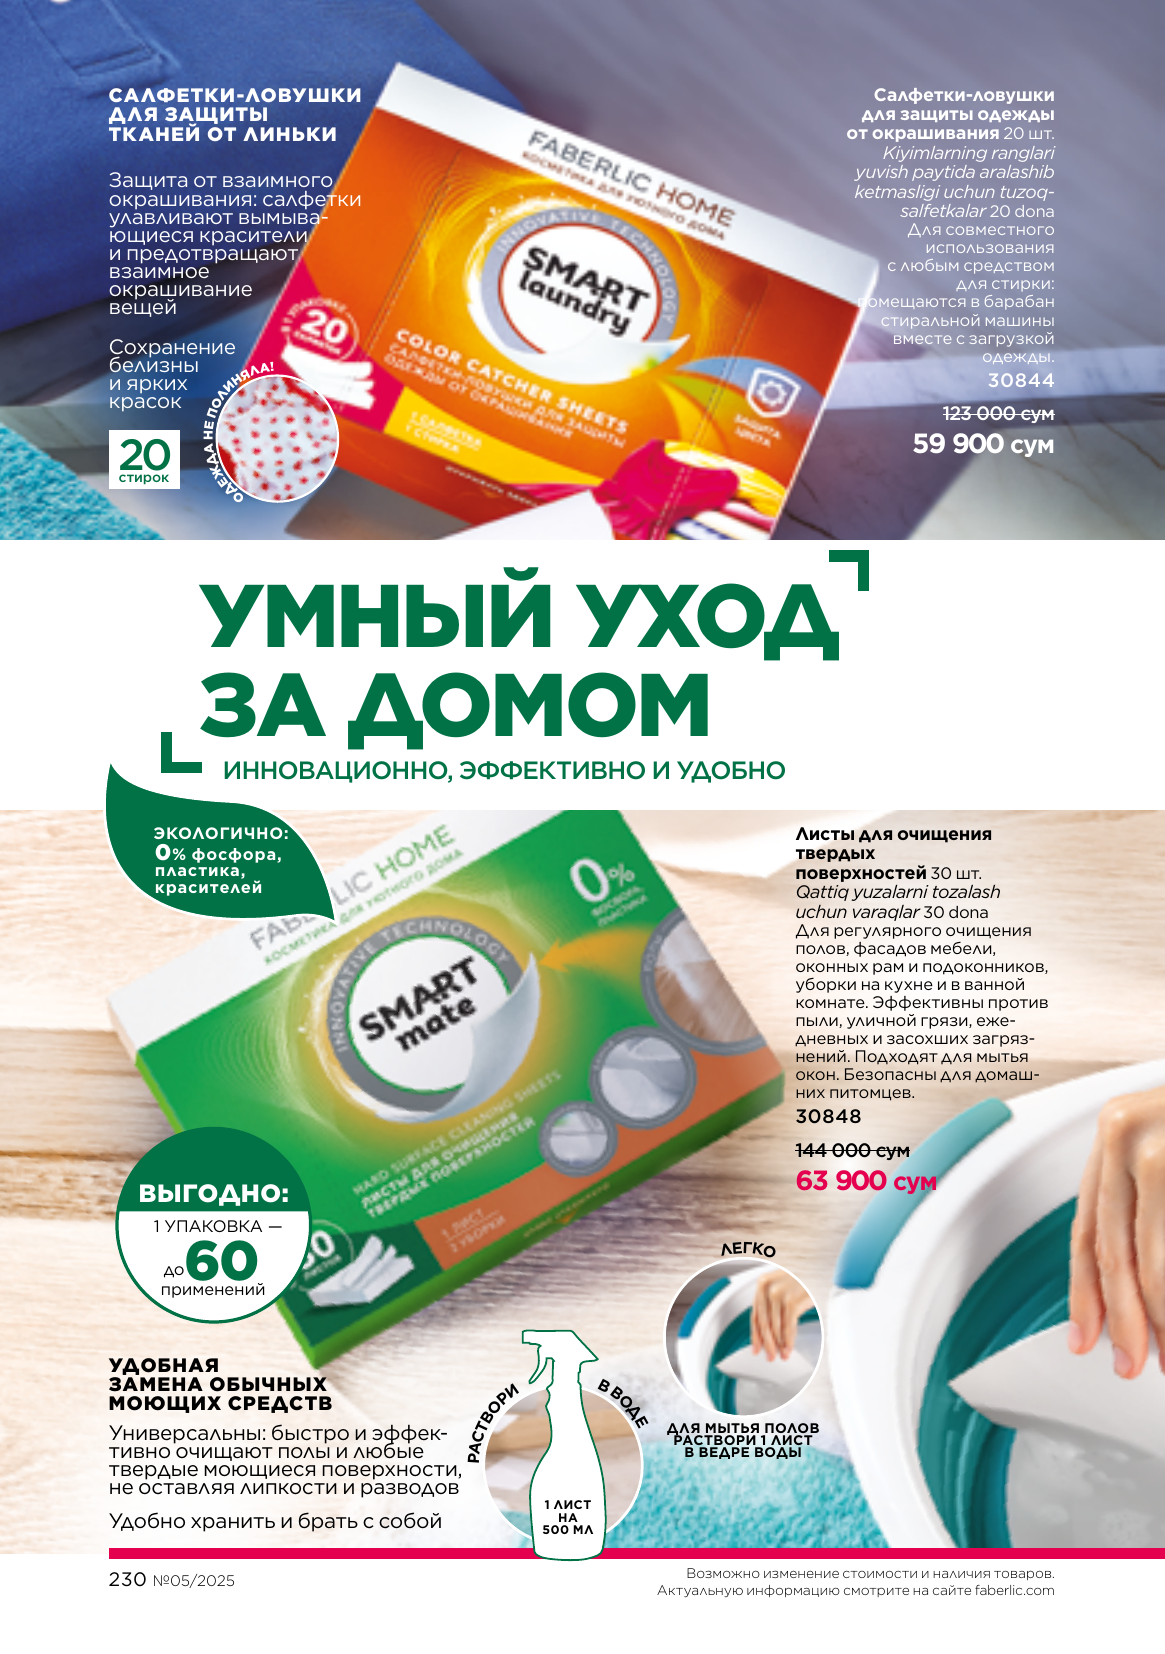 САЛФЕТКИ-ЛОВУШКИ
ДЛЯ ЗАЩИТЫ
ТКАНЕЙ ОТ ЛИНЬКИ
Защита от взаимного
окрашивания: салфетки
улавливают вымыва-
ющиеся красители
и предотвращают
взаимное
окрашивание
вещей
Сохранение
белизны
и ярких
красок
20
стирок
ОДЕЖДА НЕ ПОЛИНЯЛА!
FABERLIC HOME
КОСМЕТИКА ДЛЯ УЮТНОГО ДОМА
INNOVATIVE TECHNOLOGY
SMART
laundry
В УПАКОВКЕ
20
COLOR CATCHER SHEETS
САЛФЕТКИ-ЛОВУШКИ ДЛЯ ЗАЩИТЫ
ОДЕЖДЫ ОТ ОКРАШИВАНИЯ
1 САЛФЕТКА
1 СТИРКА
ЗАЩИТА
ЦВЕТА
Салфетки-ловушки
для защиты одежды
от окрашивания 20 шт.
Kiyimlarning ranglari
yuvish paytida aralashib
ketmasligi uchun tuzoq-
salfetkalar 20 dona
Для совместного
использования
с любым средством
для стирки:
помещаются в барабан
стиральной машины
вместе с загрузкой
одежды.
30844
123 000 сум
59 900 сум
УМНЫЙ УХОД
ЗА ДОМОМ
ИННОВАЦИОННО, ЭФФЕКТИВНО И УДОБНО
ЭКОЛОГИЧНО:
0% фосфора,
пластика,
красителей
FABERLIC HOME
КОСМЕТИКА ДЛЯ УЮТНОГО ДОМА
0%
ФОСФОРА,
ПЛАСТИКА
INNOVATIVE TECHNOLOGY
SMART
mate
HARD SURFACE CLEANING SHEETS
ЛИСТЫ ДЛЯ ОЧИЩЕНИЯ
ТВЕРДЫХ ПОВЕРХНОСТЕЙ
1 ЛИСТ
2 УБОРКИ
Листы для очищения
твердых
поверхностей 30 шт.
Qattiq yuzalarni tozalash
uchun varaqlar 30 dona
Для регулярного очищения
полов, фасадов мебели,
оконных рам и подоконников,
уборки на кухне и в ванной
комнате. Эффективны против
пыли, уличной грязи, еже-
дневных и засохших загряз-
нений. Подходят для мытья
окон. Безопасны для домаш-
них питомцев.
30848
144 000 сум
63 900 сум
ВЫГОДНО:
1 УПАКОВКА —
до 60
применений
УДОБНАЯ
ЗАМЕНА ОБЫЧНЫХ
МОЮЩИХ СРЕДСТВ
Универсальны: быстро и эффек-
тивно очищают полы и любые
твердые моющиеся поверхности,
не оставляя липкости и разводов
Удобно хранить и брать с собой
РАСТВОРИ В ВОДЕ
1 ЛИСТ
НА
500 МЛ
ЛЕГКО
ДЛЯ МЫТЬЯ ПОЛОВ
РАСТВОРИ 1 ЛИСТ
В ВЕДРЕ ВОДЫ
230 №05/2025
Возможно изменение стоимости и наличия товаров.
Актуальную информацию смотрите на сайте faberlic.com